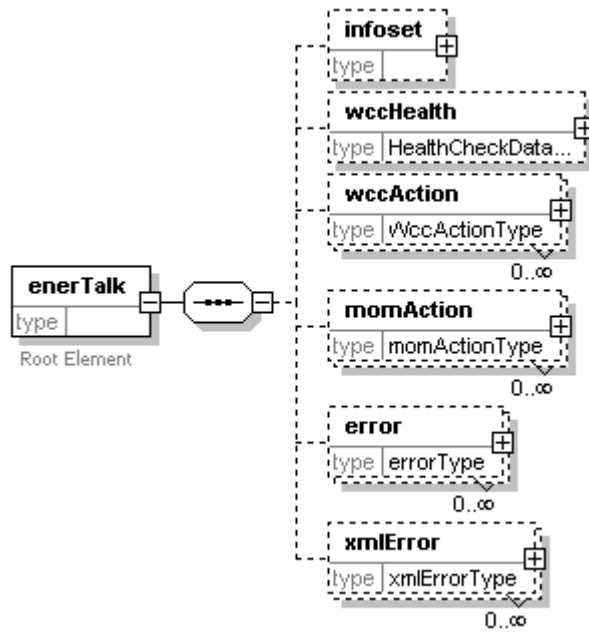 infoset
type
wccHealth
type HealthCheckData...
wccAction
type WccActionType
0..∞
enerTalk
type
Root Element
momAction
type momActionType
0..∞
error
type errorType
0..∞
xmlError
type xmlErrorType
0..∞